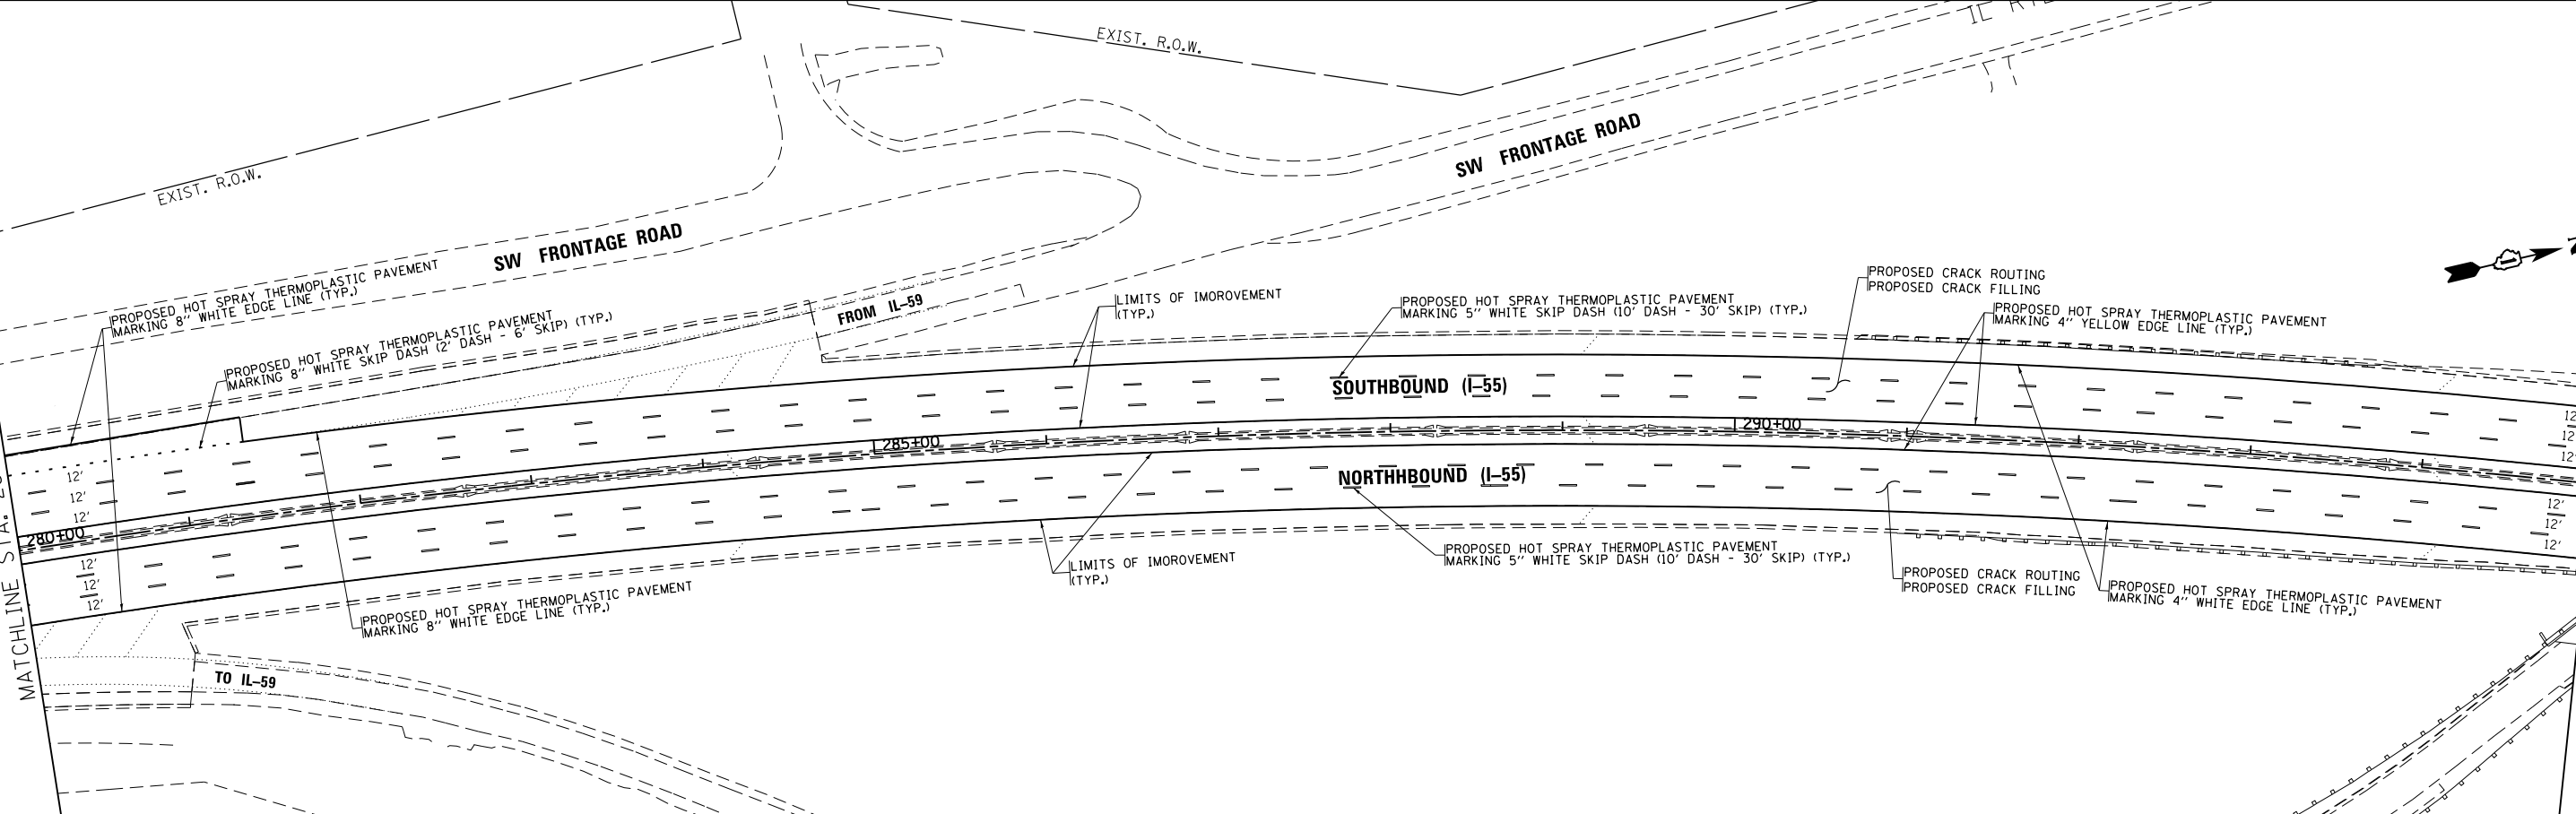 EXIST. R.O.W.
EXIST. R.O.W.
SW FRONTAGE ROAD
SW FRONTAGE ROAD
PROPOSED HOT SPRAY THERMOPLASTIC PAVEMENT
MARKING 8" WHITE EDGE LINE (TYP.)
PROPOSED HOT SPRAY THERMOPLASTIC PAVEMENT
MARKING 8" WHITE SKIP DASH (2' DASH - 6' SKIP) (TYP.)
FROM IL-59
LIMITS OF IMOROVEMENT
(TYP.)
PROPOSED HOT SPRAY THERMOPLASTIC PAVEMENT
MARKING 5" WHITE SKIP DASH (10' DASH - 30' SKIP) (TYP.)
PROPOSED CRACK ROUTING
PROPOSED CRACK FILLING
PROPOSED HOT SPRAY THERMOPLASTIC PAVEMENT
MARKING 4" YELLOW EDGE LINE (TYP.)
SOUTHBOUND (I-55)
280+00
285+00
290+00
NORTHHBOUND (I-55)
12'
12'
12'
12'
12'
12'
12'
12'
12'
12'
12'
12'
LIMITS OF IMOROVEMENT
(TYP.)
PROPOSED HOT SPRAY THERMOPLASTIC PAVEMENT
MARKING 5" WHITE SKIP DASH (10' DASH - 30' SKIP) (TYP.)
PROPOSED CRACK ROUTING
PROPOSED CRACK FILLING
PROPOSED HOT SPRAY THERMOPLASTIC PAVEMENT
MARKING 4" WHITE EDGE LINE (TYP.)
PROPOSED HOT SPRAY THERMOPLASTIC PAVEMENT
MARKING 8" WHITE EDGE LINE (TYP.)
TO IL-59
MATCHLINE STA.